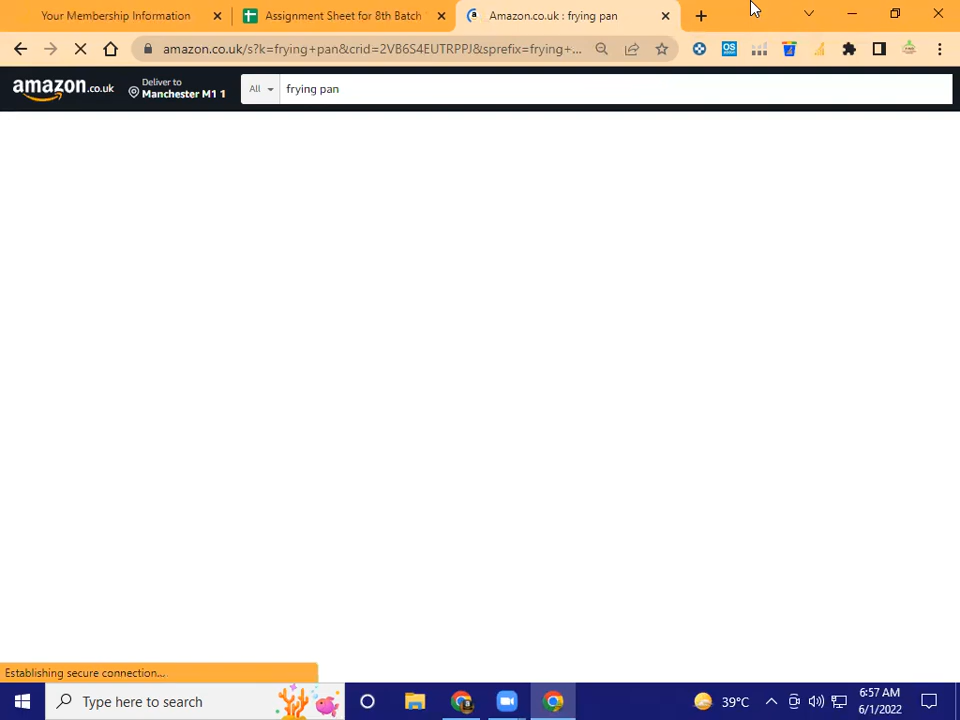 Your Membership Information
Assignment Sheet for 8th Batch
Amazon.co.uk : frying pan
amazon.co.uk/s?k=frying+pan&crid=2VB6S4EUTRPPJ&sprefix=frying+...
OS
amazon.co.uk
Deliver to
Manchester M1 1
All
frying pan
Establishing secure connection...
Type here to search
39°C
6:57 AM
6/1/2022